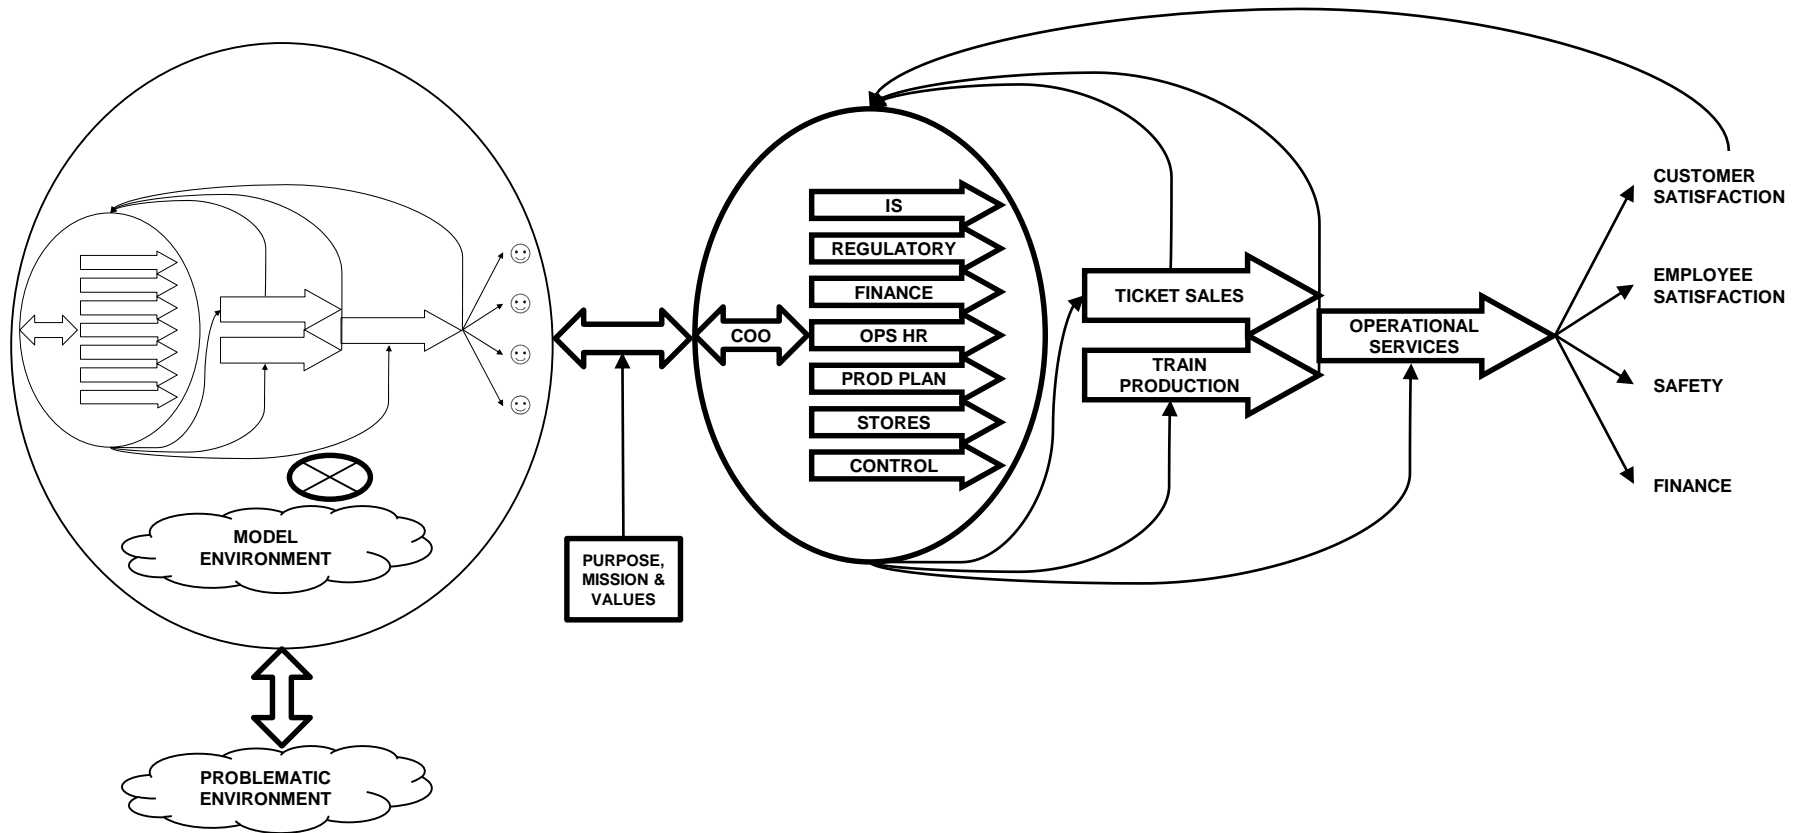 MODEL
ENVIRONMENT
PROBLEMATIC
ENVIRONMENT
PURPOSE,
MISSION &
VALUES
COO
IS
REGULATORY
FINANCE
OPS HR
PROD PLAN
STORES
CONTROL
TICKET SALES
TRAIN
PRODUCTION
OPERATIONAL
SERVICES
CUSTOMER
SATISFACTION
EMPLOYEE
SATISFACTION
SAFETY
FINANCE